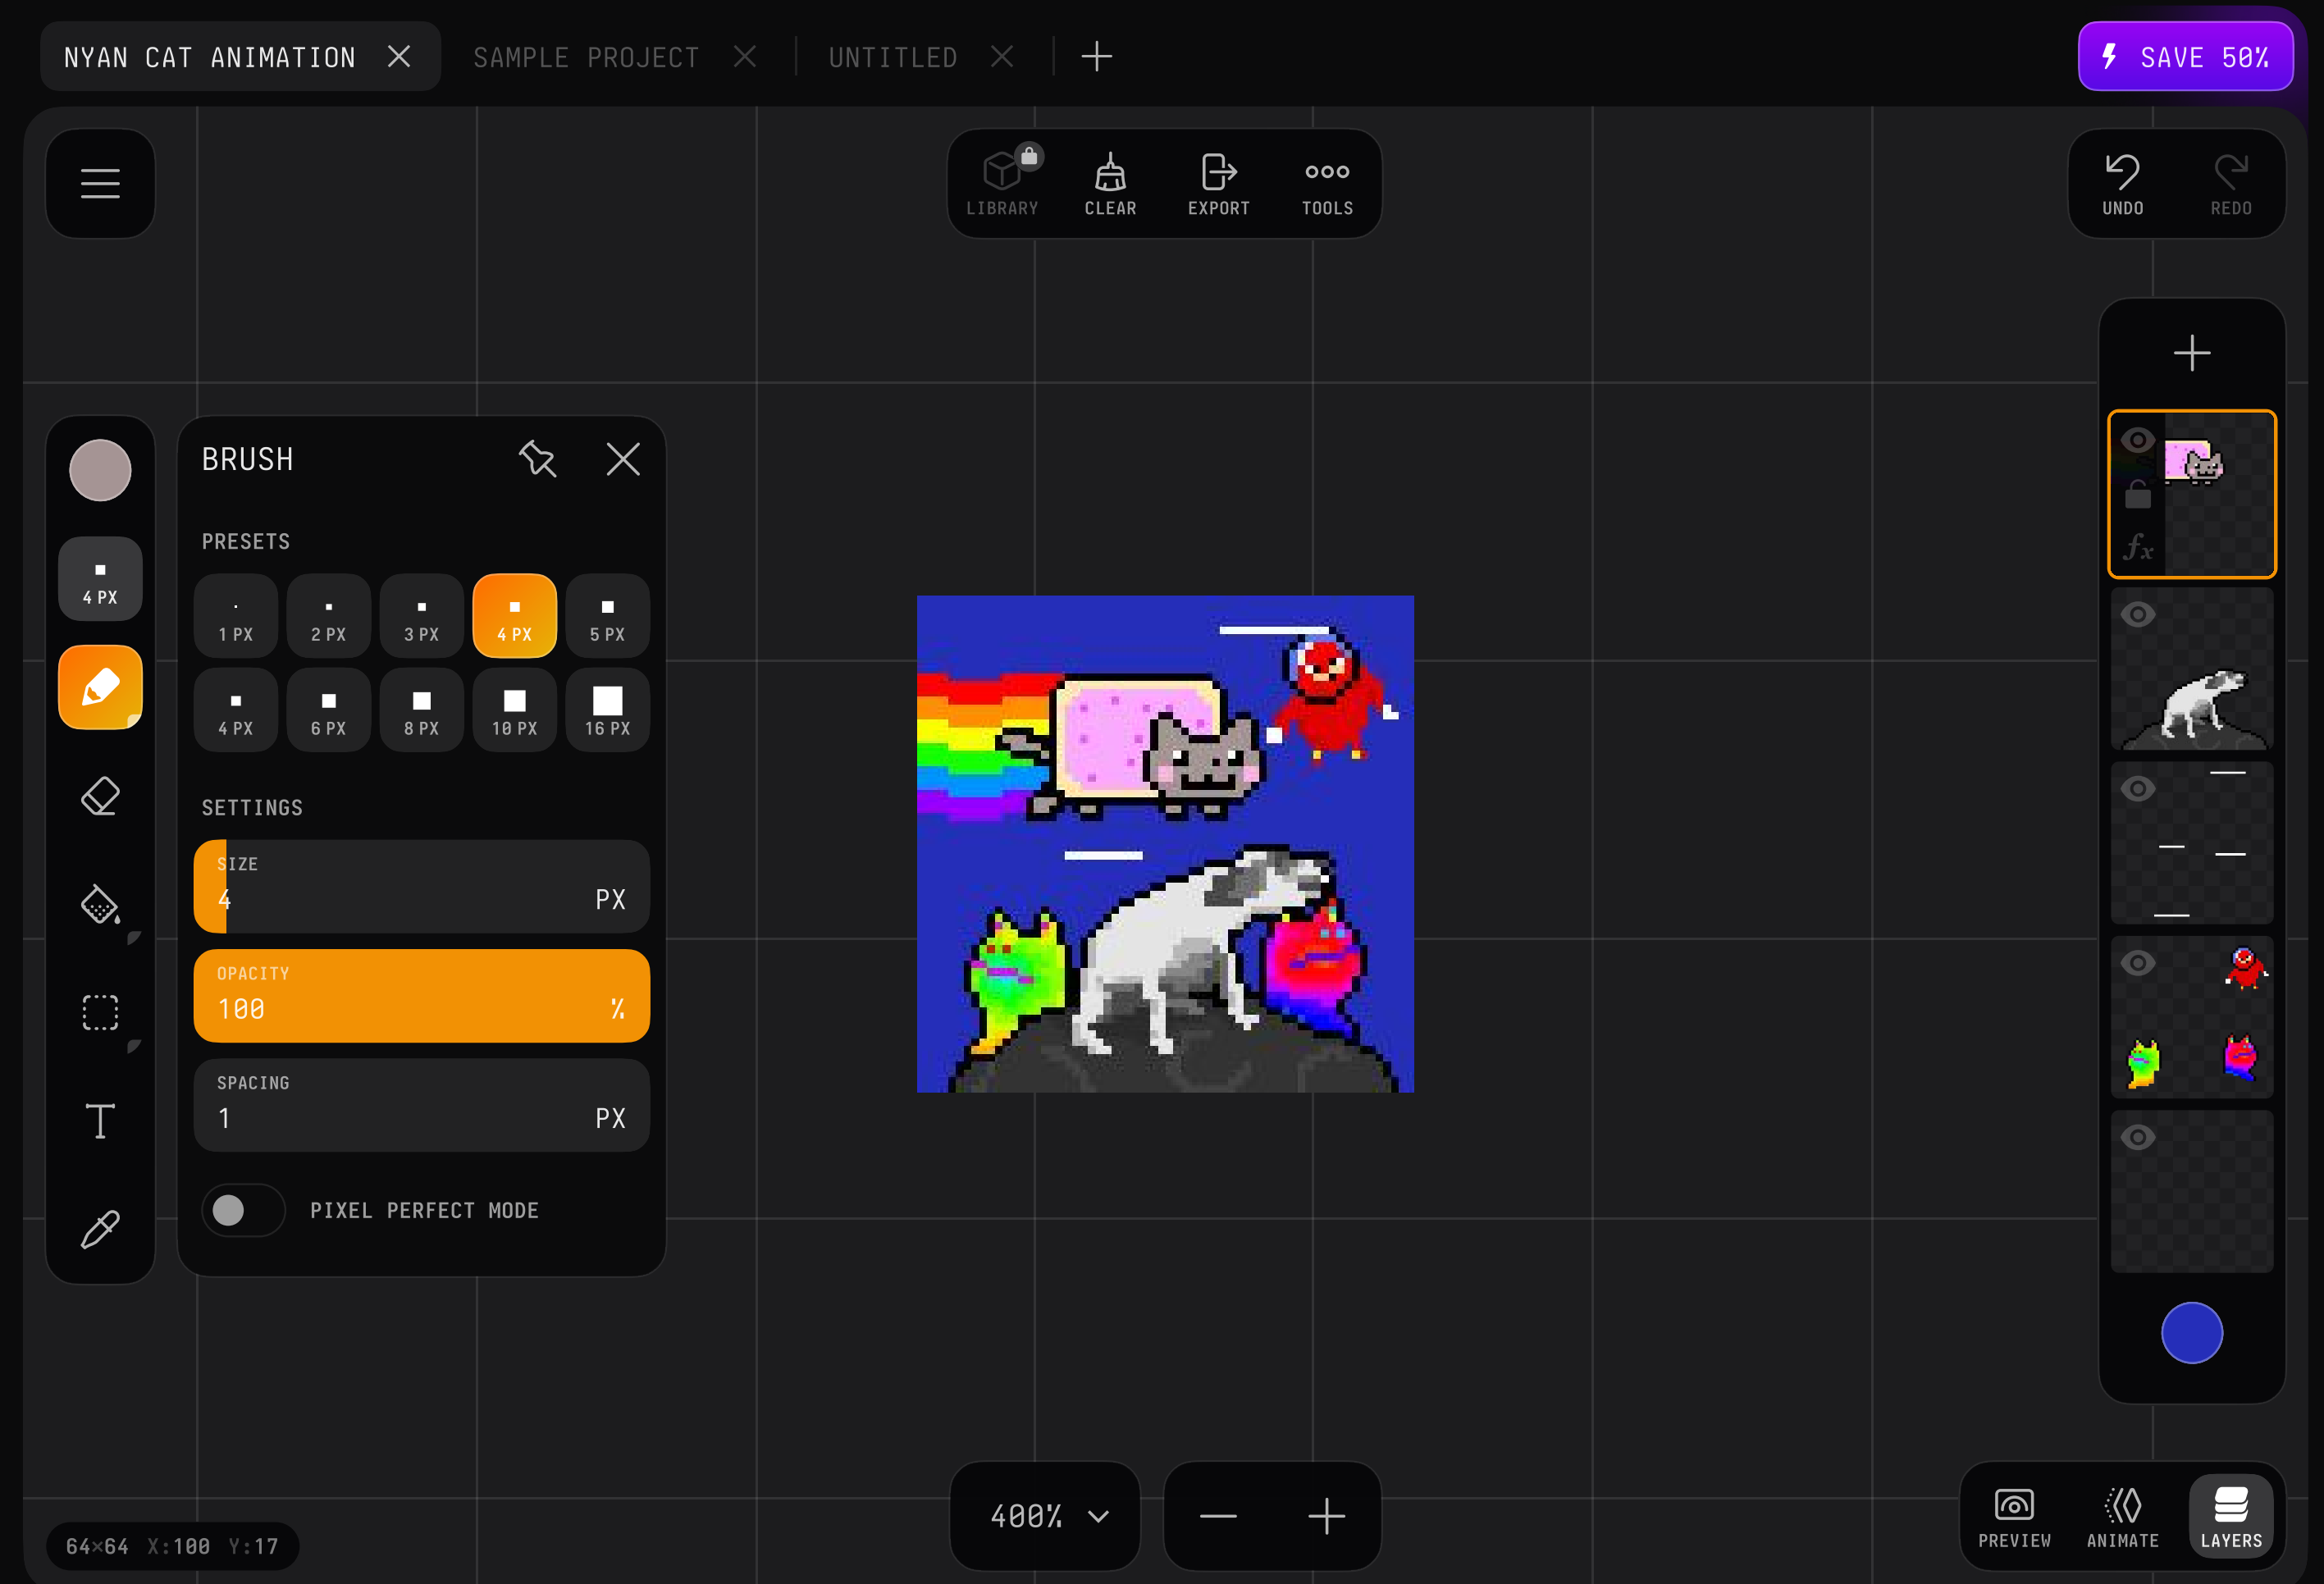 NYAN CAT ANIMATION
SAMPLE PROJECT
UNTITLED
SAVE 50%
LIBRARY
CLEAR
EXPORT
TOOLS
UNDO
REDO
4 PX
BRUSH
PRESETS
1 PX
2 PX
3 PX
4 PX
5 PX
4 PX
6 PX
8 PX
10 PX
16 PX
SETTINGS
SIZE
4 PX
OPACITY
100 %
SPACING
1 PX
PIXEL PERFECT MODE
T
fx
400%
64×64 X:100 Y:17
PREVIEW
ANIMATE
LAYERS